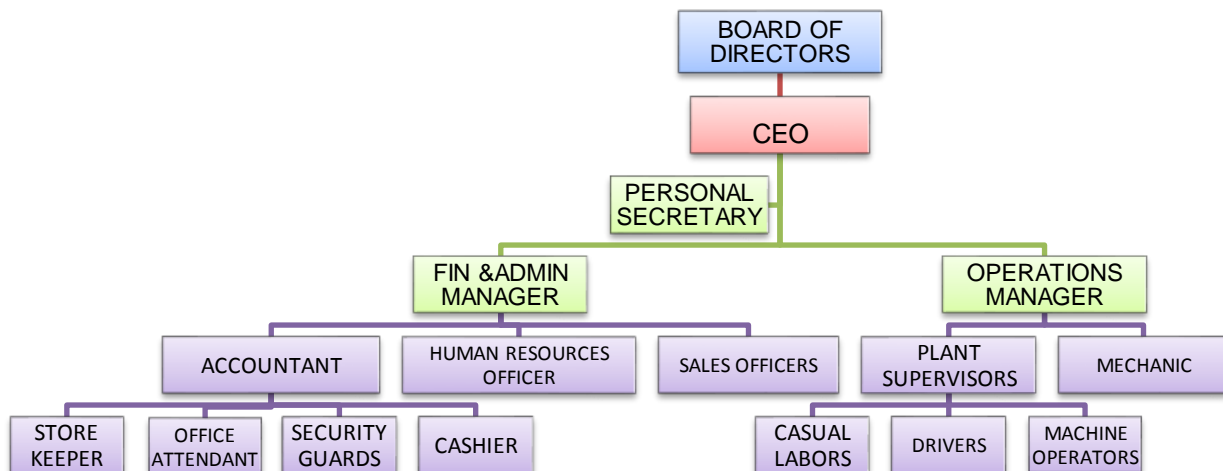 BOARD OF
DIRECTORS
CEO
PERSONAL
SECRETARY
FIN &ADMIN
MANAGER
OPERATIONS
MANAGER
ACCOUNTANT
HUMAN RESOURCES
OFFICER
SALES OFFICERS
PLANT
SUPERVISORS
MECHANIC
STORE
KEEPER
OFFICE
ATTENDANT
SECURITY
GUARDS
CASHIER
CASUAL
LABORS
DRIVERS
MACHINE
OPERATORS